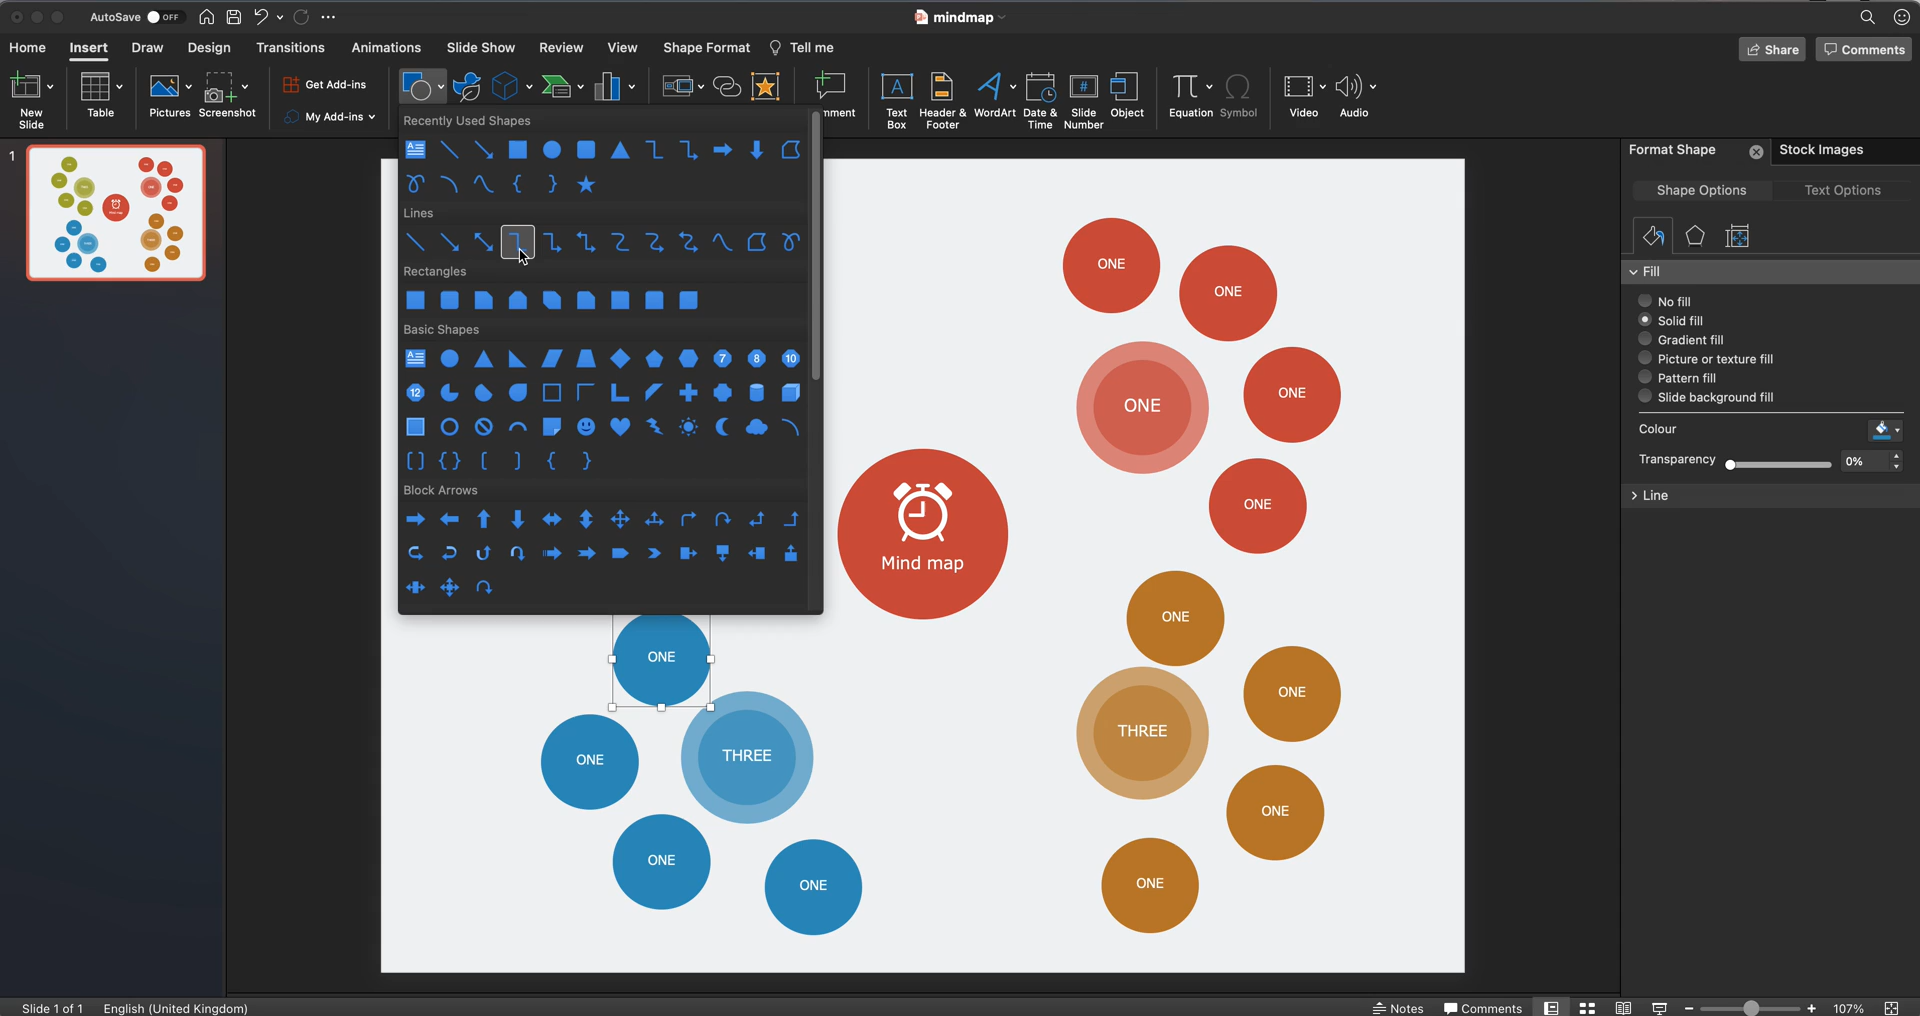 AutoSave OFF
mindmap
Home Insert Draw Design Transitions Animations Slide Show Review View Shape Format Tell me
Share Comments
New Slide
Table
Pictures
Screenshot
Get Add-ins
My Add-ins
mment
Text Box
Header & Footer
WordArt
Date & Time
Slide Number
Object
Equation
Symbol
Video
Audio
1
Recently Used Shapes
Lines
Rectangles
Basic Shapes
7 8 10
12
Block Arrows
ONE
ONE
ONE
ONE
ONE
Mind map
ONE
ONE
THREE
ONE
ONE
ONE
ONE
THREE
ONE
ONE
Format Shape
Stock Images
Shape Options
Text Options
Fill
No fill
Solid fill
Gradient fill
Picture or texture fill
Pattern fill
Slide background fill
Colour
Transparency 0%
Line
Slide 1 of 1 English (United Kingdom)
Notes Comments 107%